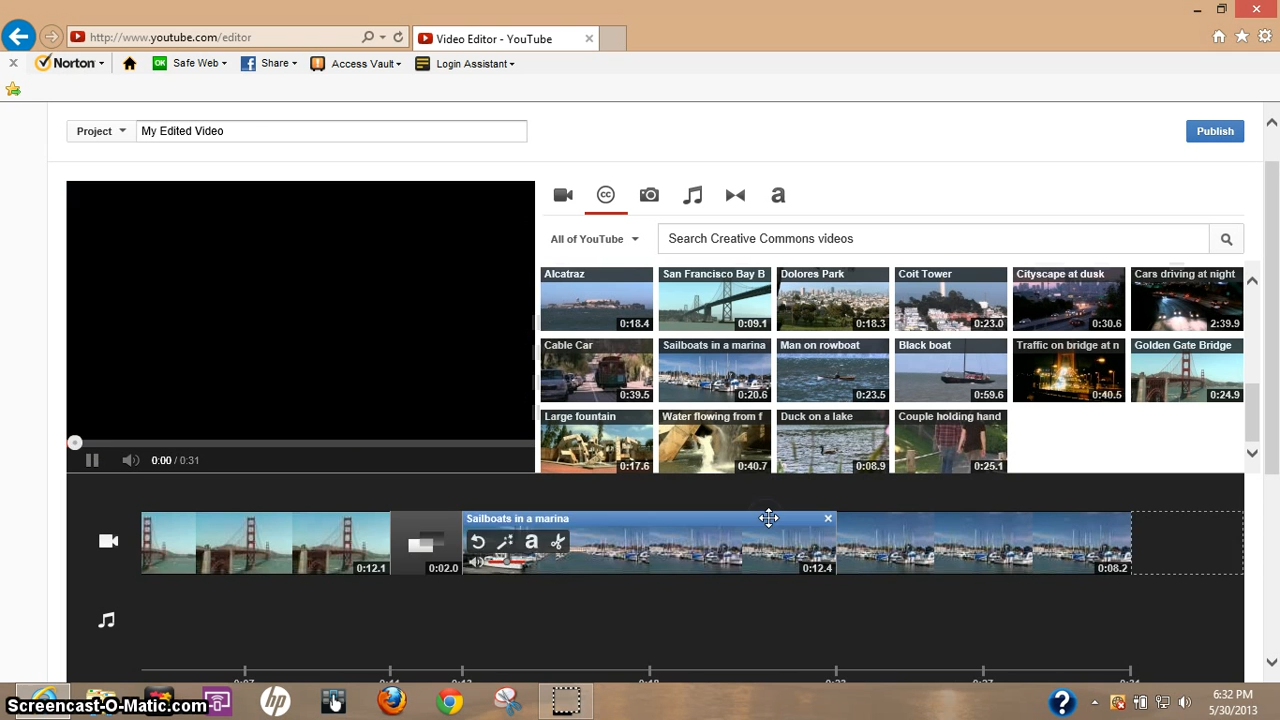 http://www.youtube.com/editor
Video Editor - YouTube
Norton
OK Safe Web
Share
Access Vault
Login Assistant
Project
My Edited Video
Publish
cc
a
All of YouTube
Search Creative Commons videos
Alcatraz
San Francisco Bay B
Dolores Park
Coit Tower
Cityscape at dusk
Cars driving at night
0:18.4
0:09.1
0:18.3
0:23.0
0:30.6
2:39.9
Cable Car
Sailboats in a marina
Man on rowboat
Black boat
Traffic on bridge at n
Golden Gate Bridge
0:39.5
0:20.6
0:23.5
0:59.6
0:40.5
0:24.9
Large fountain
Water flowing from f
Duck on a lake
Couple holding hand
0:17.6
0:40.7
0:08.9
0:25.1
0:00 / 0:31
Sailboats in a marina
a
0:12.1
0:02.0
0:12.4
0:08.2
hp
Screencast-O-Matic.com
6:32 PM
5/30/2013